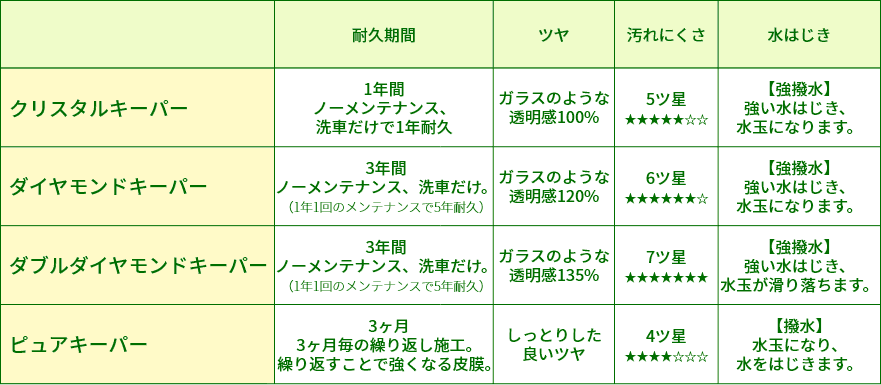 耐久期間
ツヤ
汚れにくさ
水はじき
クリスタルキーパー
1年間
ノーメンテナンス、
洗車だけで1年耐久
ガラスのような
透明感100%
5ツ星
★★★★★☆☆
【強撥水】
強い水はじき、
水玉になります。
ダイヤモンドキーパー
3年間
ノーメンテナンス、洗車だけ。
（1年1回のメンテナンスで5年耐久）
ガラスのような
透明感120%
6ツ星
★★★★★★☆
【強撥水】
強い水はじき、
水玉になります。
ダブルダイヤモンドキーパー
3年間
ノーメンテナンス、洗車だけ。
（1年1回のメンテナンスで5年耐久）
ガラスのような
透明感135%
7ツ星
★★★★★★★
【強撥水】
強い水はじき、
水玉が滑り落ちます。
ピュアキーパー
3ヶ月
3ヶ月毎の繰り返し施工。
繰り返すことで強くなる皮膜。
しっとりした
良いツヤ
4ツ星
★★★★☆☆☆
【撥水】
水玉になり、
水をはじきます。